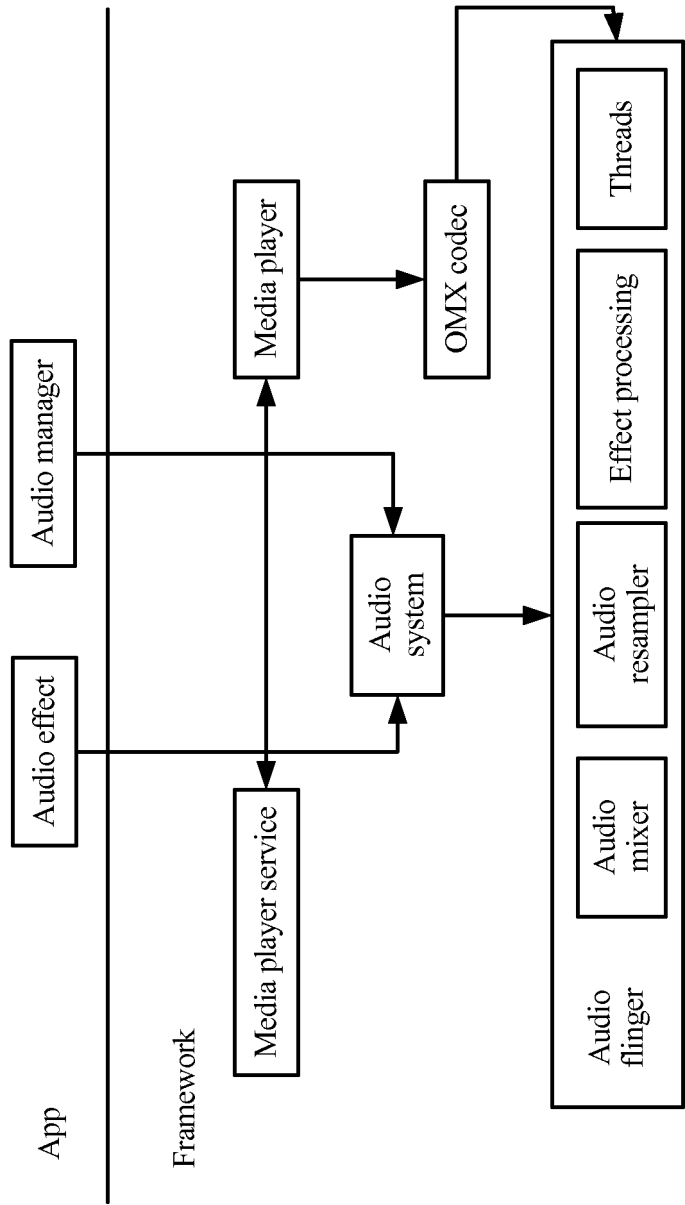 App
Audio effect
Audio manager
Framework
Media player service
Media player
Audio
system
OMX codec
Audio
flinger
Audio
mixer
Audio
resampler
Effect processing
Threads